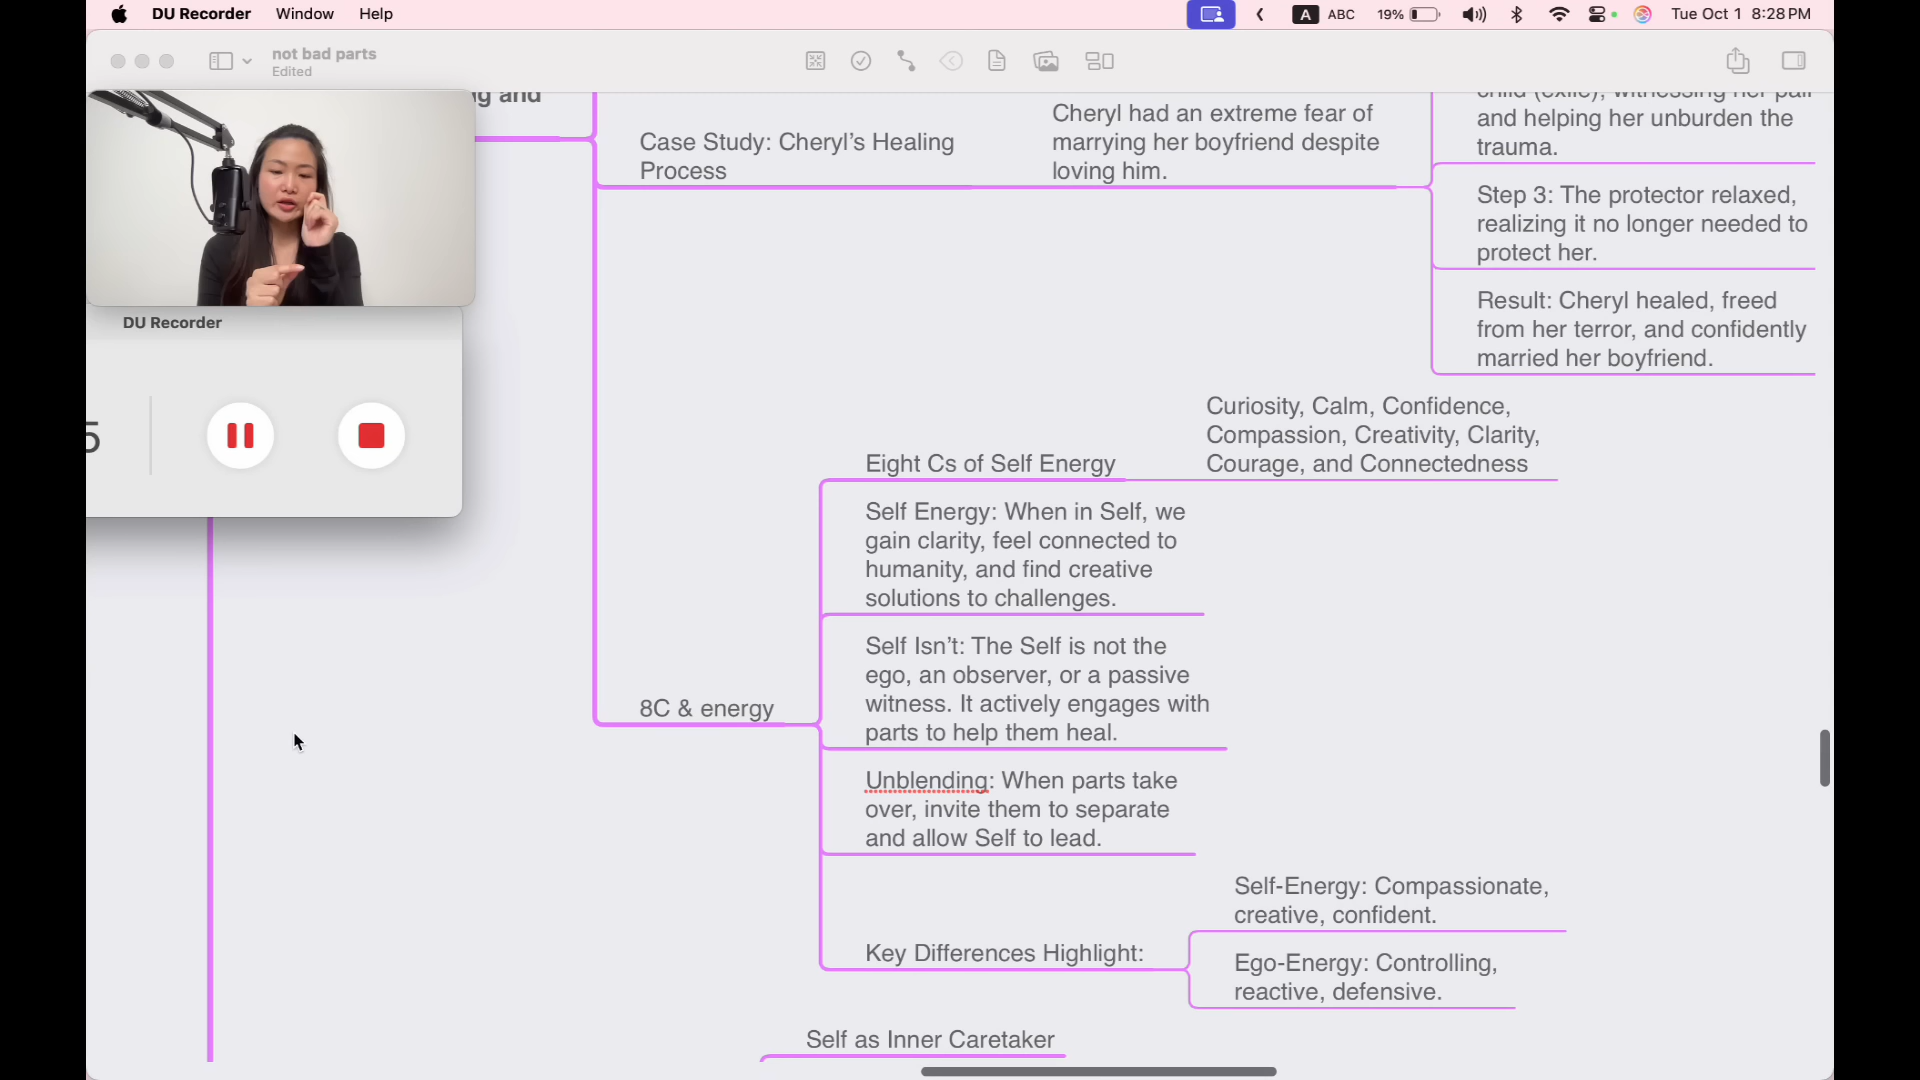 DU Recorder Window Help
A ABC 19% Tue Oct 1 8:28 PM
not bad parts
Edited
and
DU Recorder
5
Case Study: Cheryl’s Healing
Process
Cheryl had an extreme fear of
marrying her boyfriend despite
loving him.
child (exile), witnessing her pain
and helping her unburden the
trauma.
Step 3: The protector relaxed,
realizing it no longer needed to
protect her.
Result: Cheryl healed, freed
from her terror, and confidently
married her boyfriend.
8C & energy
Eight Cs of Self Energy
Curiosity, Calm, Confidence,
Compassion, Creativity, Clarity,
Courage, and Connectedness
Self Energy: When in Self, we
gain clarity, feel connected to
humanity, and find creative
solutions to challenges.
Self Isn’t: The Self is not the
ego, an observer, or a passive
witness. It actively engages with
parts to help them heal.
Unblending: When parts take
over, invite them to separate
and allow Self to lead.
Key Differences Highlight:
Self-Energy: Compassionate,
creative, confident.
Ego-Energy: Controlling,
reactive, defensive.
Self as Inner Caretaker